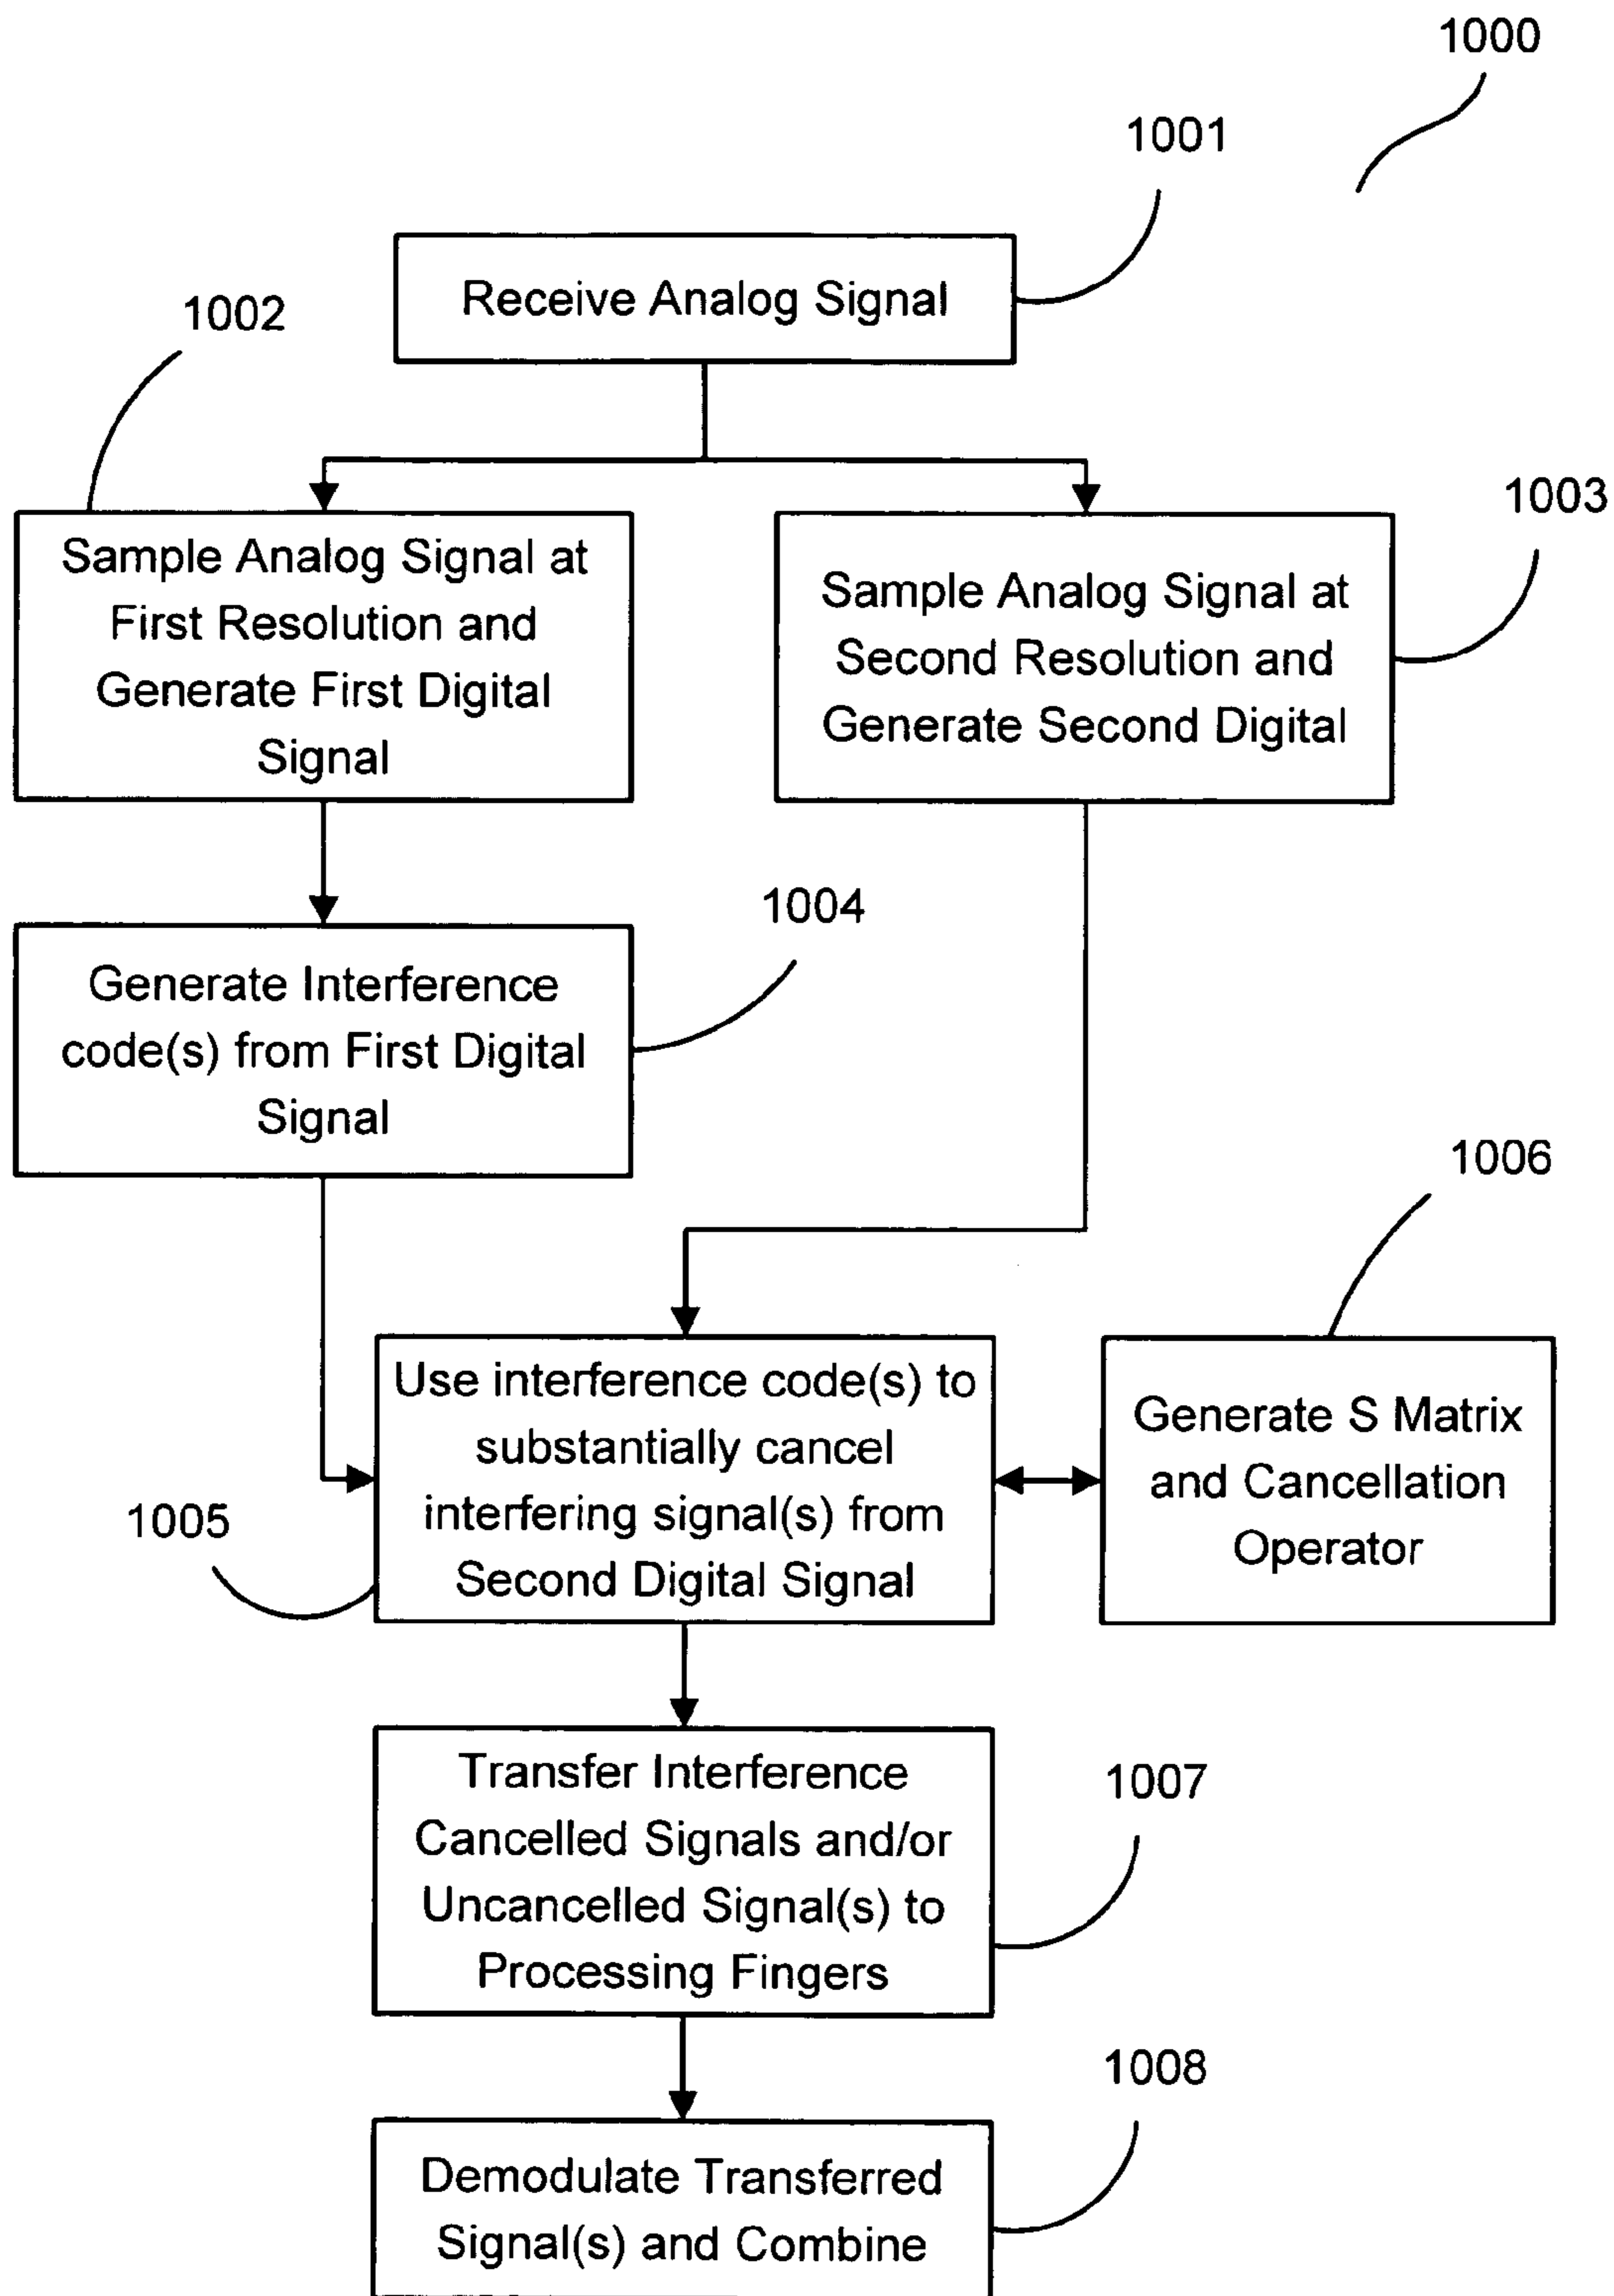 1000
1001
Receive Analog Signal
1002
Sample Analog Signal at
First Resolution and
Generate First Digital
Signal
1003
Sample Analog Signal at
Second Resolution and
Generate Second Digital
1004
Generate Interference
code(s) from First Digital
Signal
1006
Use interference code(s) to
substantially cancel
interfering signal(s) from
Second Digital Signal
1005
Generate S Matrix
and Cancellation
Operator
Transfer Interference
Cancelled Signals and/or
Uncancelled Signal(s) to
Processing Fingers
1007
1008
Demodulate Transferred
Signal(s) and Combine